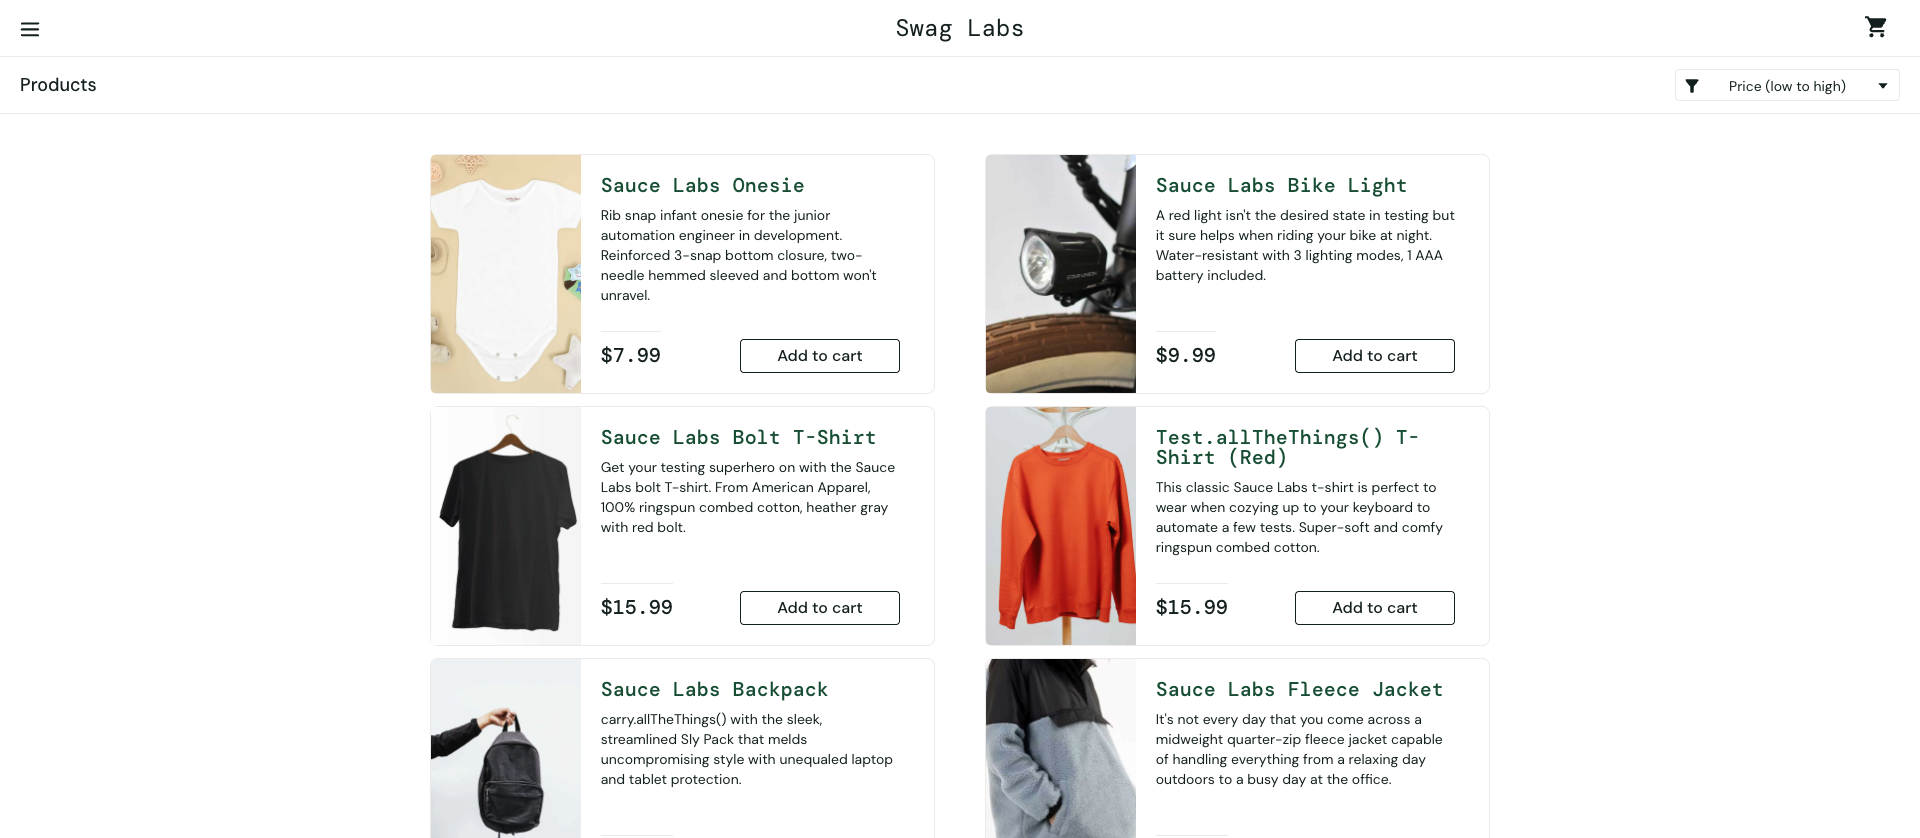 Swag Labs
Products
Price (low to high)
Sauce Labs Onesie
Rib snap infant onesie for the junior
automation engineer in development.
Reinforced 3-snap bottom closure, two-
needle hemmed sleeved and bottom won't
unravel.
$7.99
Add to cart
Sauce Labs Bike Light
A red light isn't the desired state in testing but
it sure helps when riding your bike at night.
Water-resistant with 3 lighting modes, 1 AAA
battery included.
$9.99
Add to cart
Sauce Labs Bolt T-Shirt
Get your testing superhero on with the Sauce
Labs bolt T-shirt. From American Apparel,
100% ringspun combed cotton, heather gray
with red bolt.
$15.99
Add to cart
Test.allTheThings() T-
Shirt (Red)
This classic Sauce Labs t-shirt is perfect to
wear when cozying up to your keyboard to
automate a few tests. Super-soft and comfy
ringspun combed cotton.
$15.99
Add to cart
Sauce Labs Backpack
carry.allTheThings() with the sleek,
streamlined Sly Pack that melds
uncompromising style with unequaled laptop
and tablet protection.
Sauce Labs Fleece Jacket
It's not every day that you come across a
midweight quarter-zip fleece jacket capable
of handling everything from a relaxing day
outdoors to a busy day at the office.